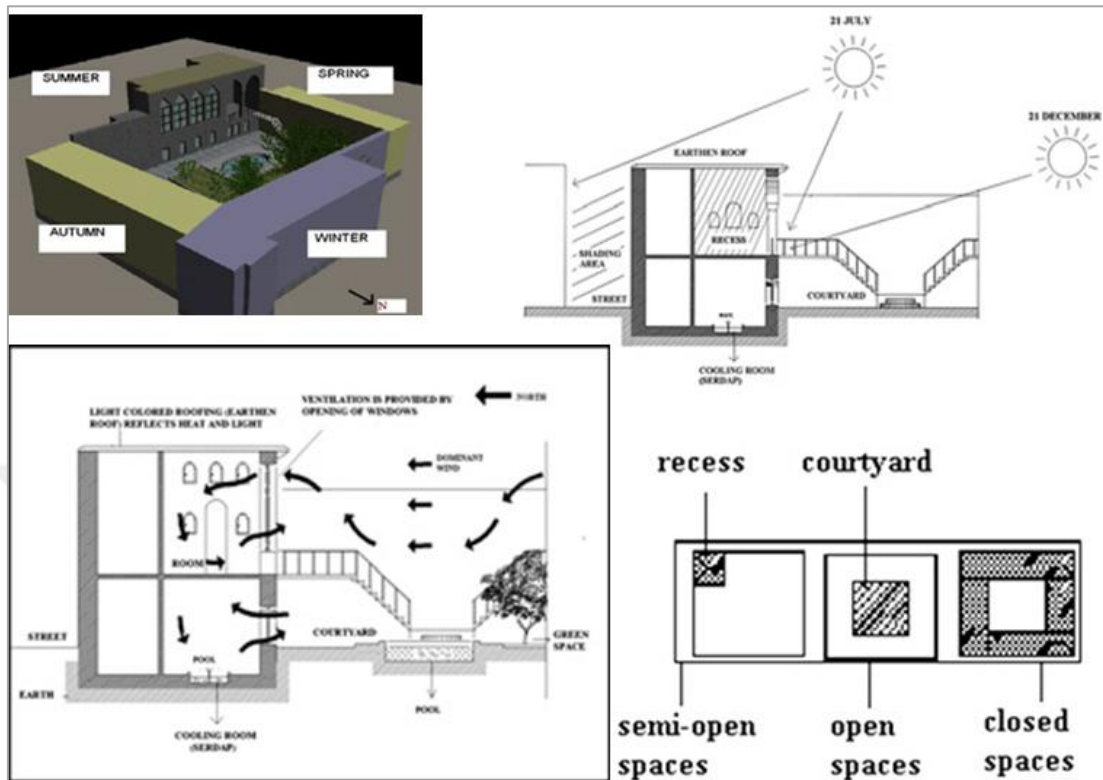 SUMMER
SPRING
AUTUMN
WINTER
N
21 JULY
21 DECEMBER
EARTHEN ROOF
RECESS
SHADING
AREA
STREET
COURTYARD
COOLING ROOM
(SERDAP)
NORTH
LIGHT COLORED ROOFING (EARTHEN
ROOF) REFLECTS HEAT AND LIGHT
VENTILATION IS PROVIDED BY
OPENING OF WINDOWS
DOMINANT
WIND
ROOM
STREET
COURTYARD
GREEN
SPACE
POOL
EARTH
POOL
COOLING ROOM
(SERDAP)
recess
courtyard
semi-open
spaces
open
spaces
closed
spaces